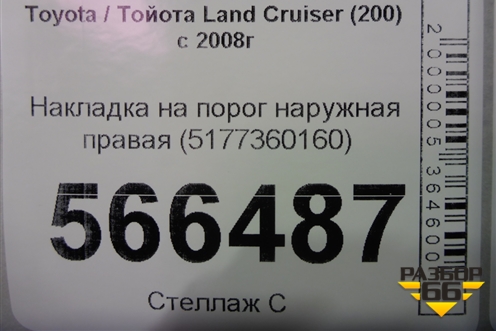 Toyota / Тойота Land Cruiser (200)
с 2008г
Накладка на порог наружная
правая (5177360160)
566487
Стеллаж С
2000005364600
РАЗБОР
66